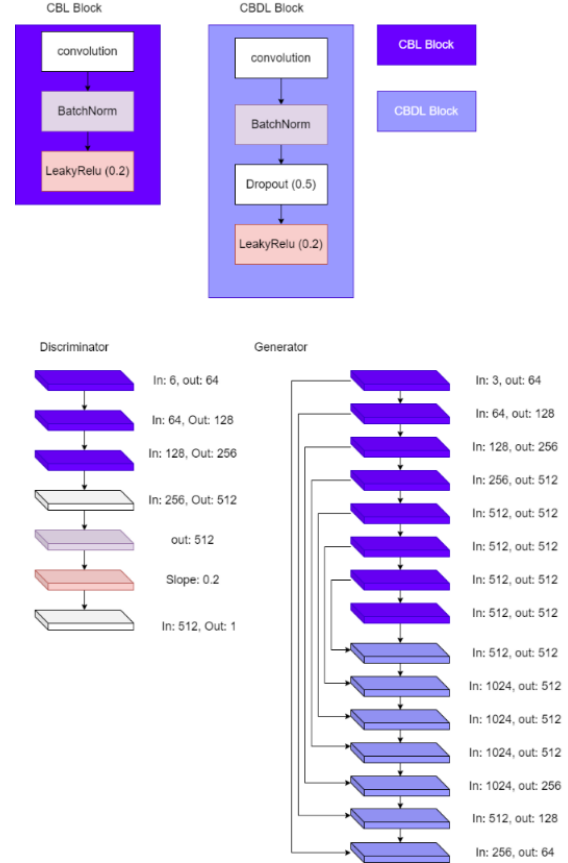 CBL Block
convolution
BatchNorm
LeakyRelu (0.2)
CBDL Block
convolution
BatchNorm
Dropout (0.5)
LeakyRelu (0.2)
CBL Block
CBDL Block
Discriminator
In: 6, out: 64
In: 64, Out: 128
In: 128, Out: 256
In: 256, Out: 512
out: 512
Slope: 0.2
In: 512, Out: 1
Generator
In: 3, out: 64
In: 64, out: 128
In: 128, out: 256
In: 256, out: 512
In: 512, out: 512
In: 512, out: 512
In: 512, out: 512
In: 512, out: 512
In: 512, out: 512
In: 1024, out: 512
In: 1024, out: 512
In: 1024, out: 512
In: 1024, out: 256
In: 512, out: 128
In: 256, out: 64